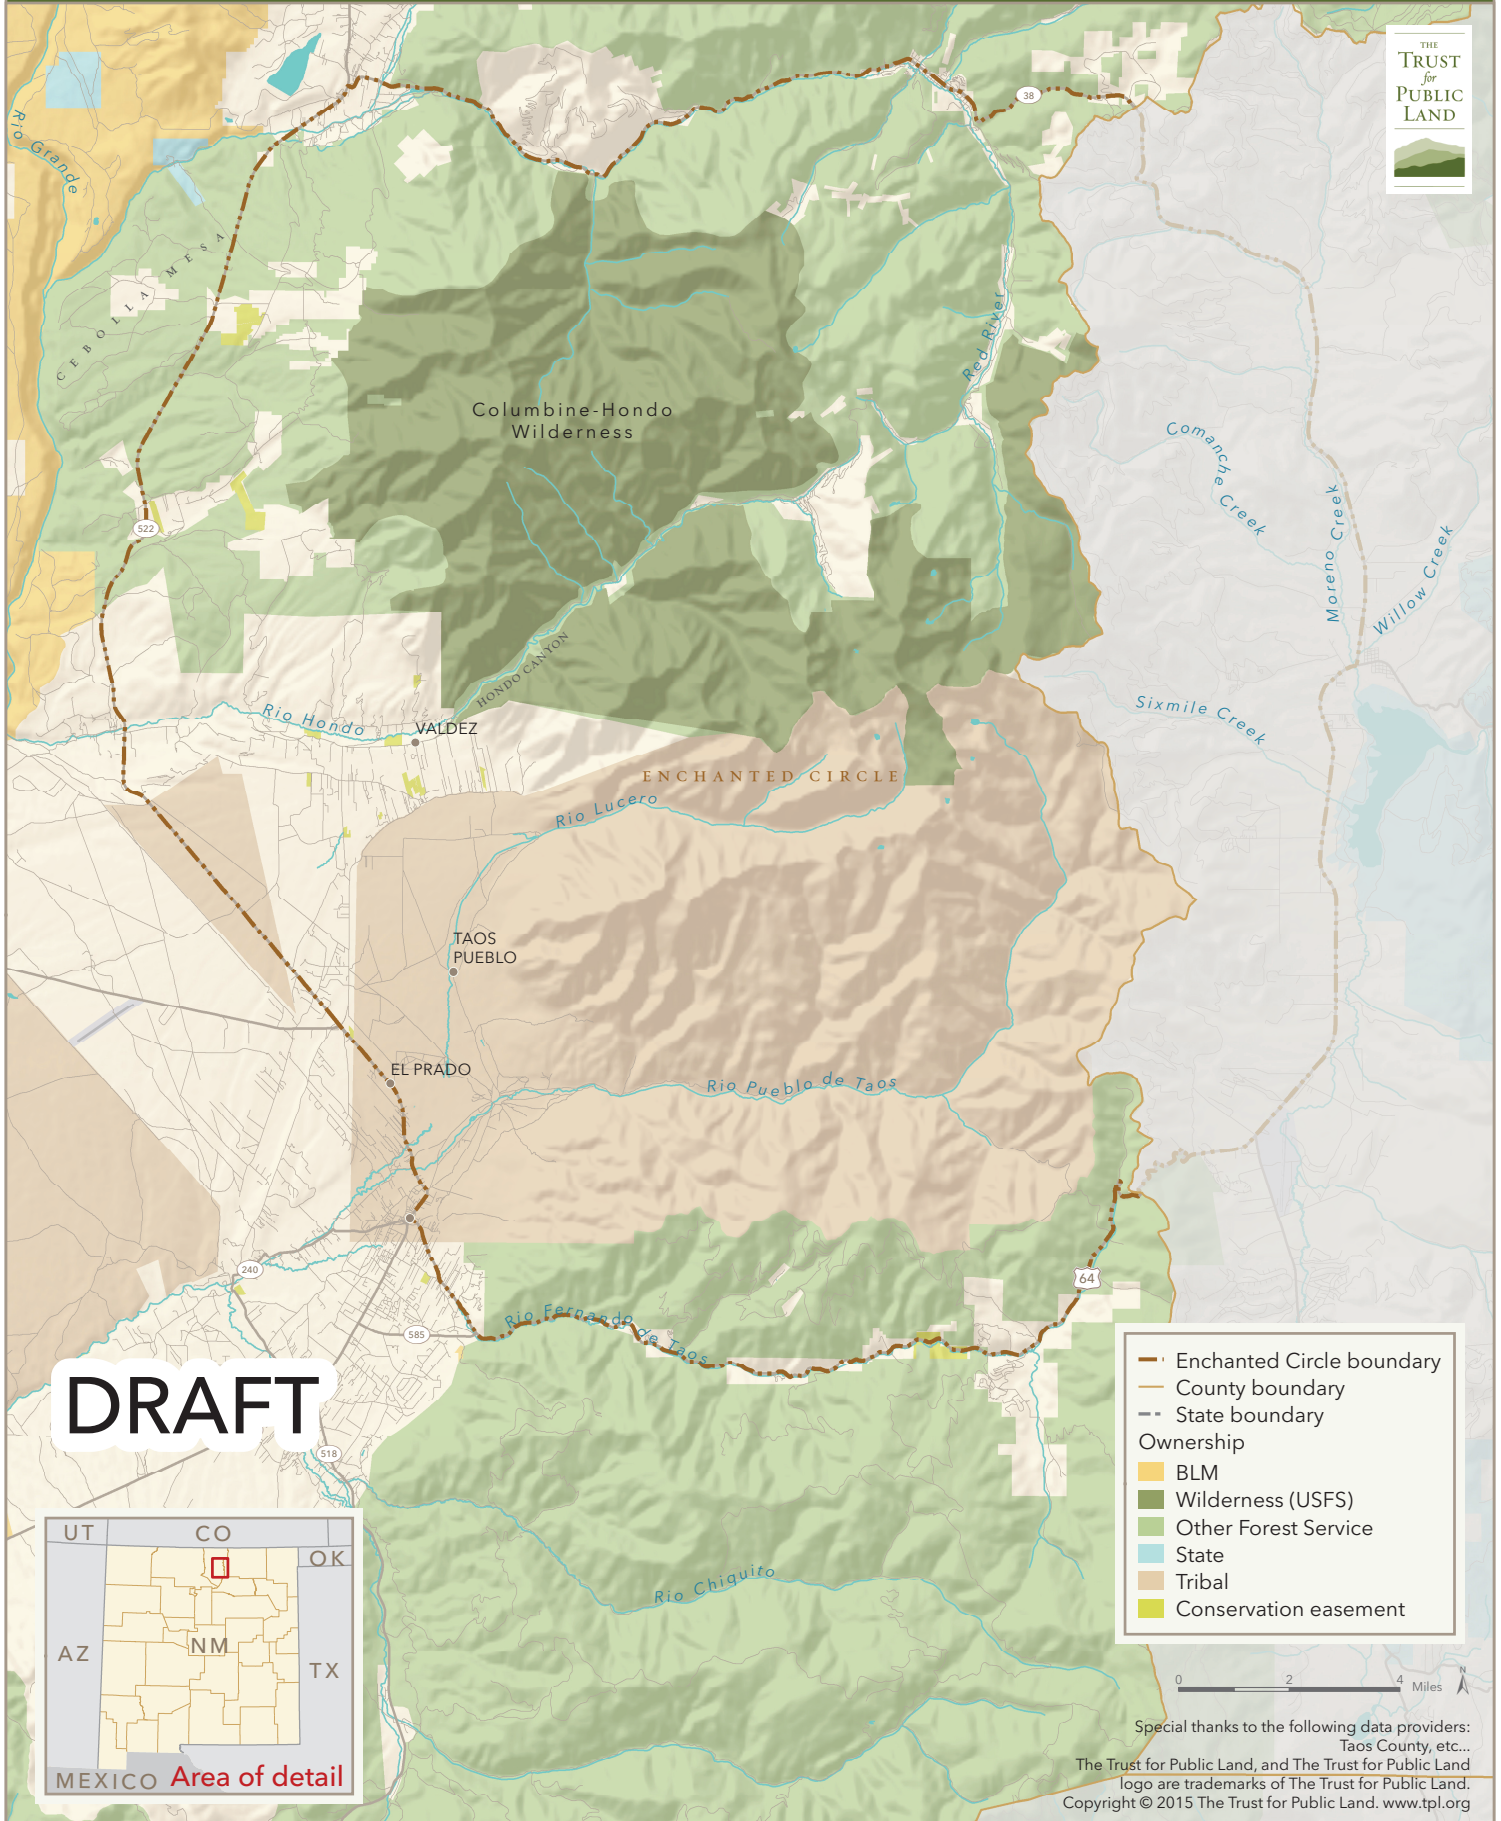 THE
TRUST
for
PUBLIC
LAND
38
Rio Grande
CEBOLLA MESA
Red River
Columbine-Hondo
Wilderness
Comanche Creek
Moreno Creek
Willow Creek
522
HONDO CANYON
Sixmile Creek
Rio Hondo
VALDEZ
ENCHANTED CIRCLE
Rio Lucero
TAOS
PUEBLO
EL PRADO
Rio Pueblo de Taos
240
64
585
Rio Fernando de Taos
DRAFT
518
Rio Chiquito
Enchanted Circle boundary
County boundary
State boundary
Ownership
BLM
Wilderness (USFS)
Other Forest Service
State
Tribal
Conservation easement
UT
CO
OK
AZ
NM
TX
MEXICO
Area of detail
0 2 4 Miles
N
Special thanks to the following data providers:
Taos County, etc...
The Trust for Public Land, and The Trust for Public Land
logo are trademarks of The Trust for Public Land.
Copyright © 2015 The Trust for Public Land. www.tpl.org